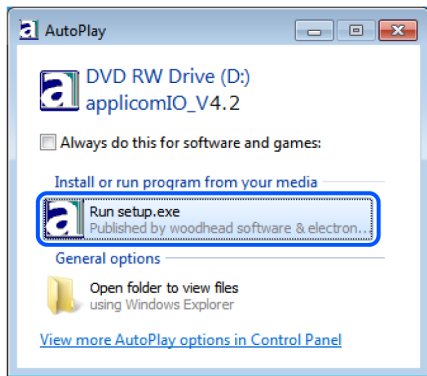 AutoPlay
DVD RW Drive (D:)
applicomIO_V4.2
Always do this for software and games:
Install or run program from your media
Run setup.exe
Published by woodhead software & electron...
General options
Open folder to view files
using Windows Explorer
View more AutoPlay options in Control Panel